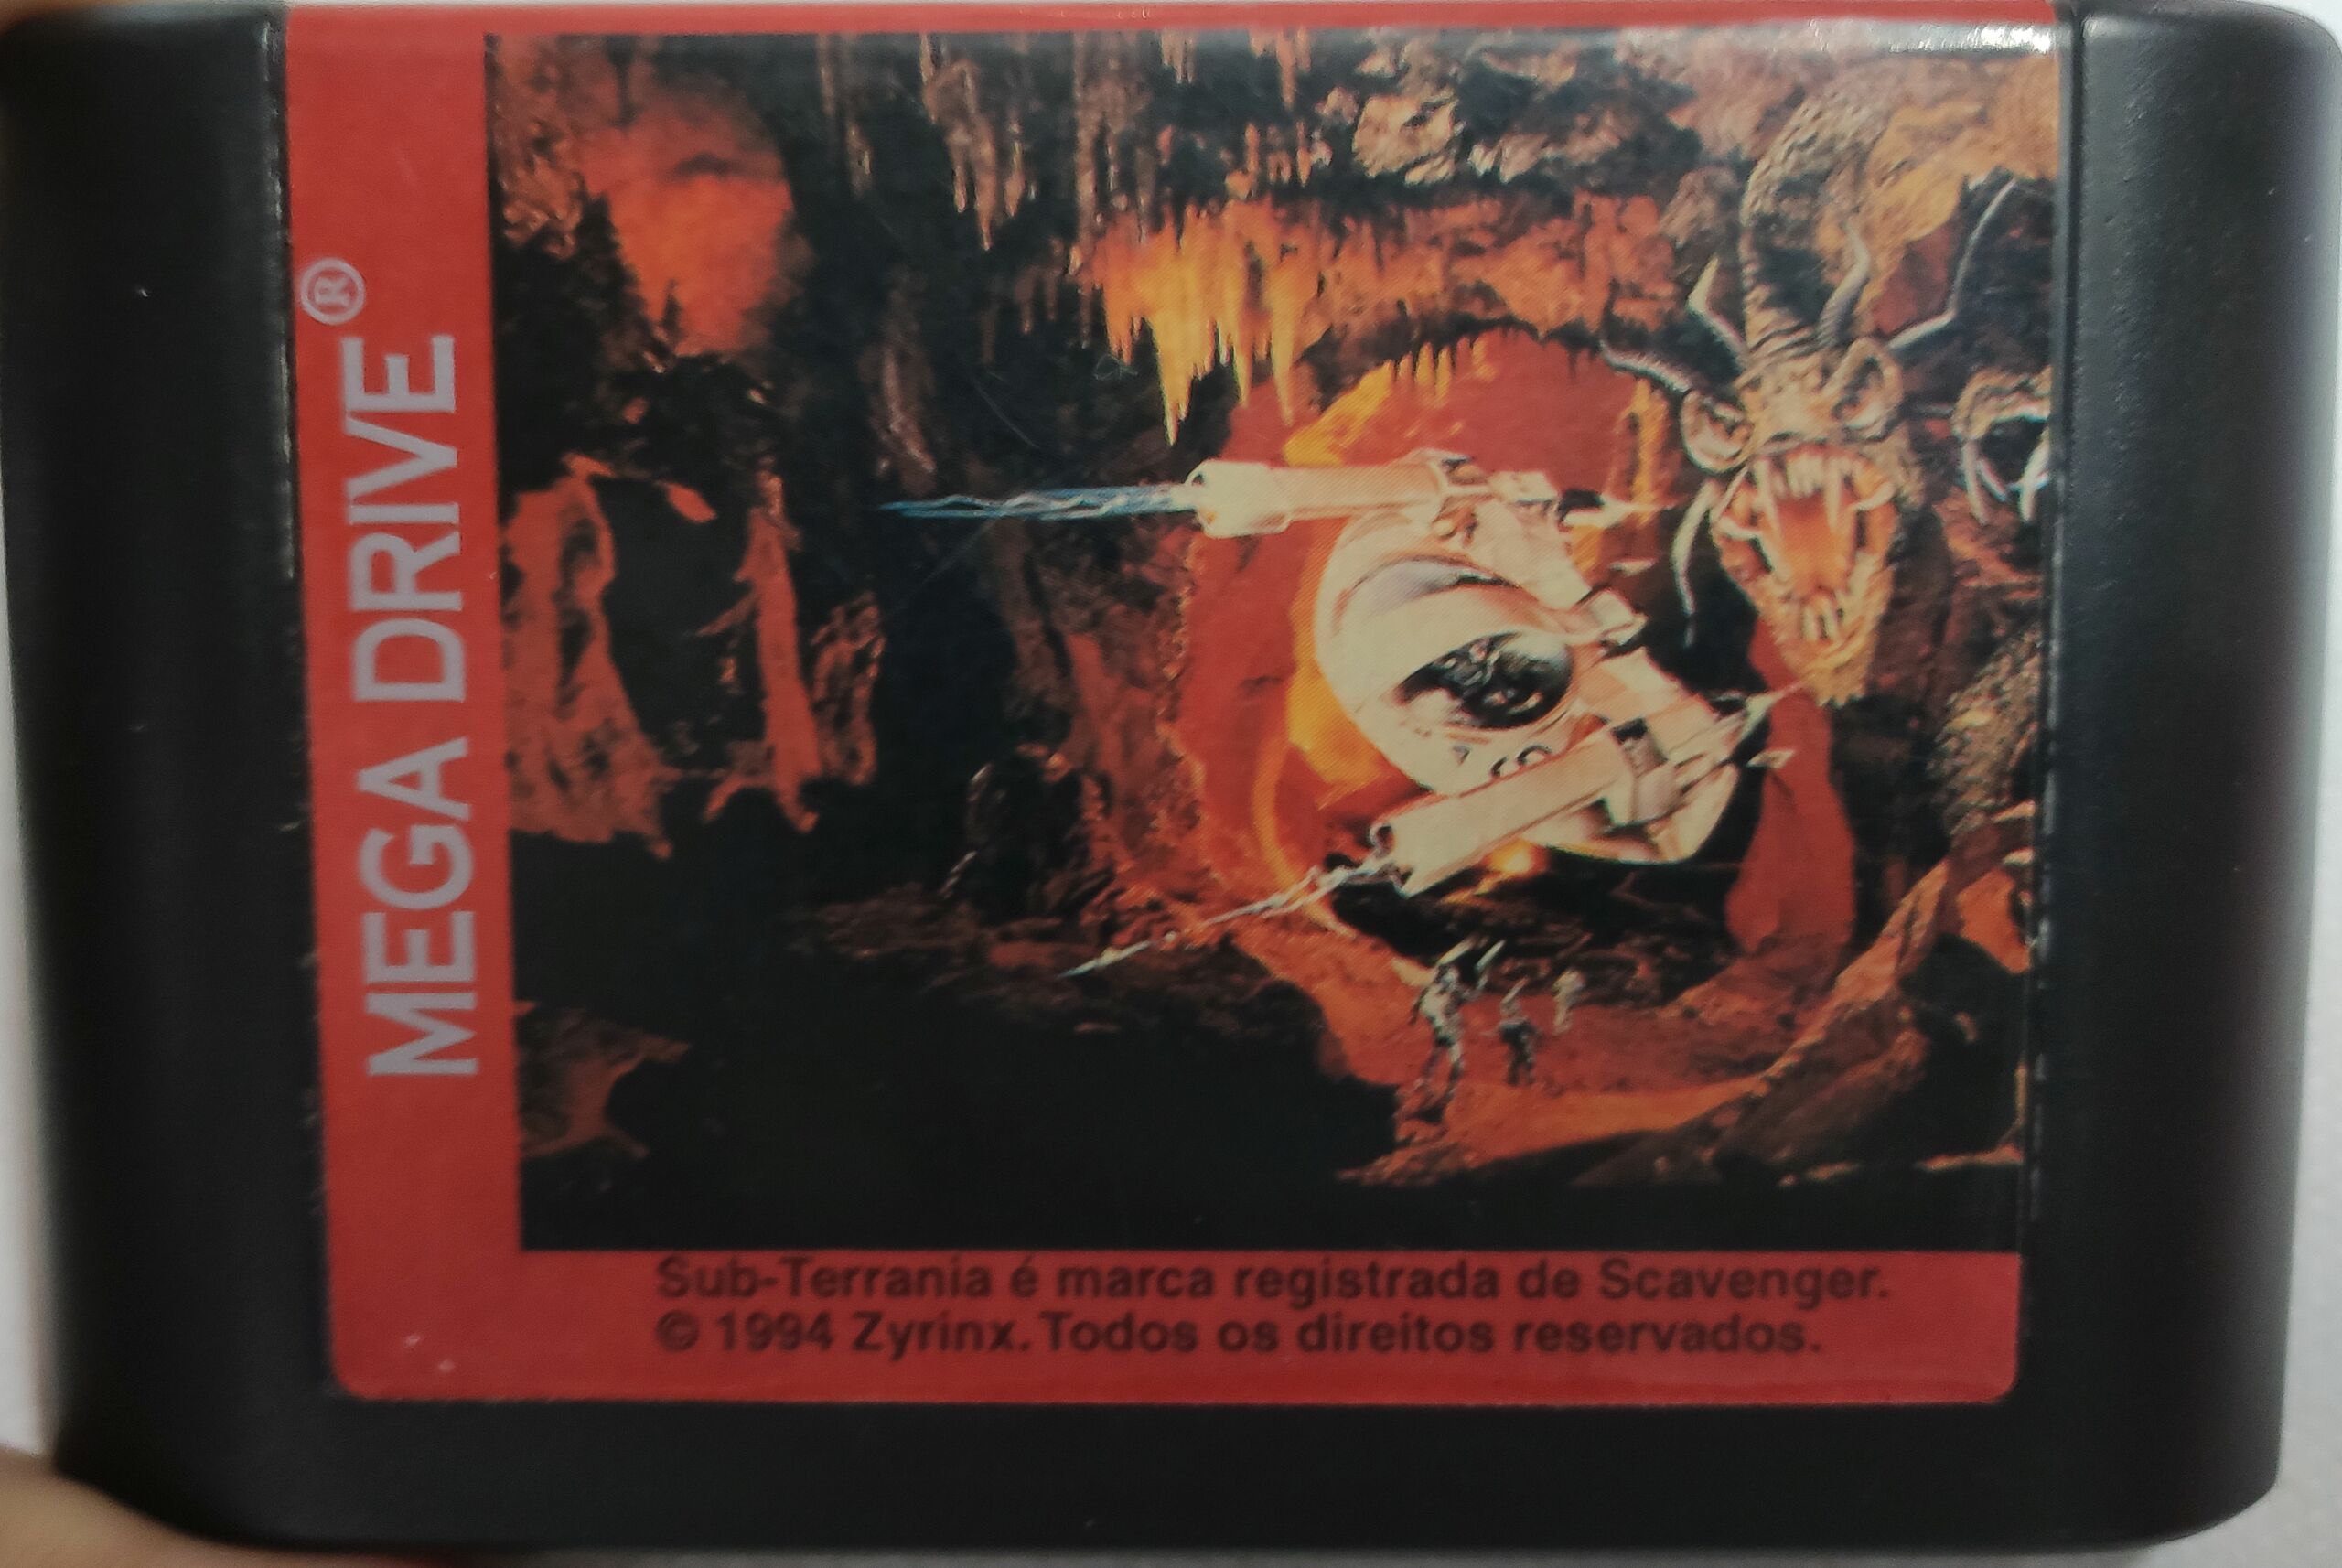 MEGA DRIVE®
Sub-Terrania é marca registrada de Scavenger.
© 1994 Zyrinx. Todos os direitos reservados.